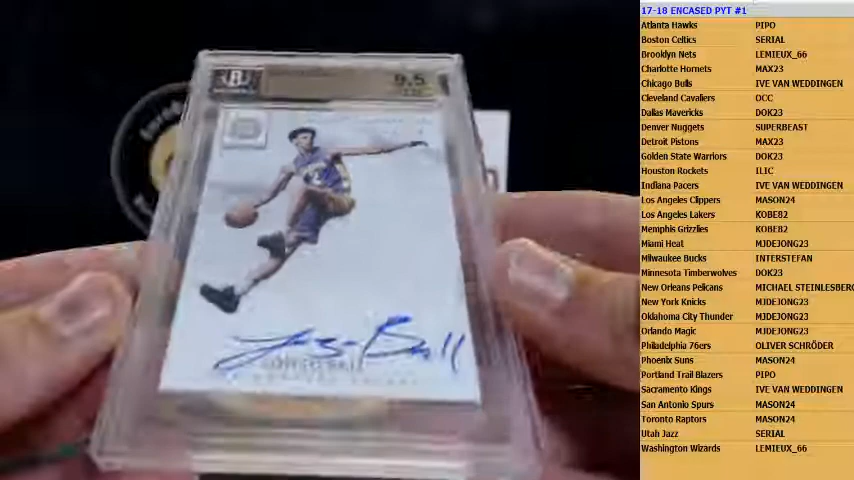 17-18 ENCASED PYT #1
Atlanta Hawks PIPO
Boston Celtics SERIAL
Brooklyn Nets LEMIEUX_66
Charlotte Hornets MAX23
Chicago Bulls IVE VAN WEDDINGEN
Cleveland Cavaliers OCC
Dallas Mavericks DOK23
Denver Nuggets SUPERBEAST
Detroit Pistons MAX23
Golden State Warriors DOK23
Houston Rockets ILIC
Indiana Pacers IVE VAN WEDDINGEN
Los Angeles Clippers MASON24
Los Angeles Lakers KOBE82
Memphis Grizzlies KOBE82
Miami Heat MJDEJONG23
Milwaukee Bucks INTERSTEFAN
Minnesota Timberwolves DOK23
New Orleans Pelicans MICHAEL STEINLESBERG
New York Knicks MJDEJONG23
Oklahoma City Thunder MJDEJONG23
Orlando Magic MJDEJONG23
Philadelphia 76ers OLIVER SCHRÖDER
Phoenix Suns MASON24
Portland Trail Blazers PIPO
Sacramento Kings IVE VAN WEDDINGEN
San Antonio Spurs MASON24
Toronto Raptors MASON24
Utah Jazz SERIAL
Washington Wizards LEMIEUX_66
9.5
Lonzo Ball